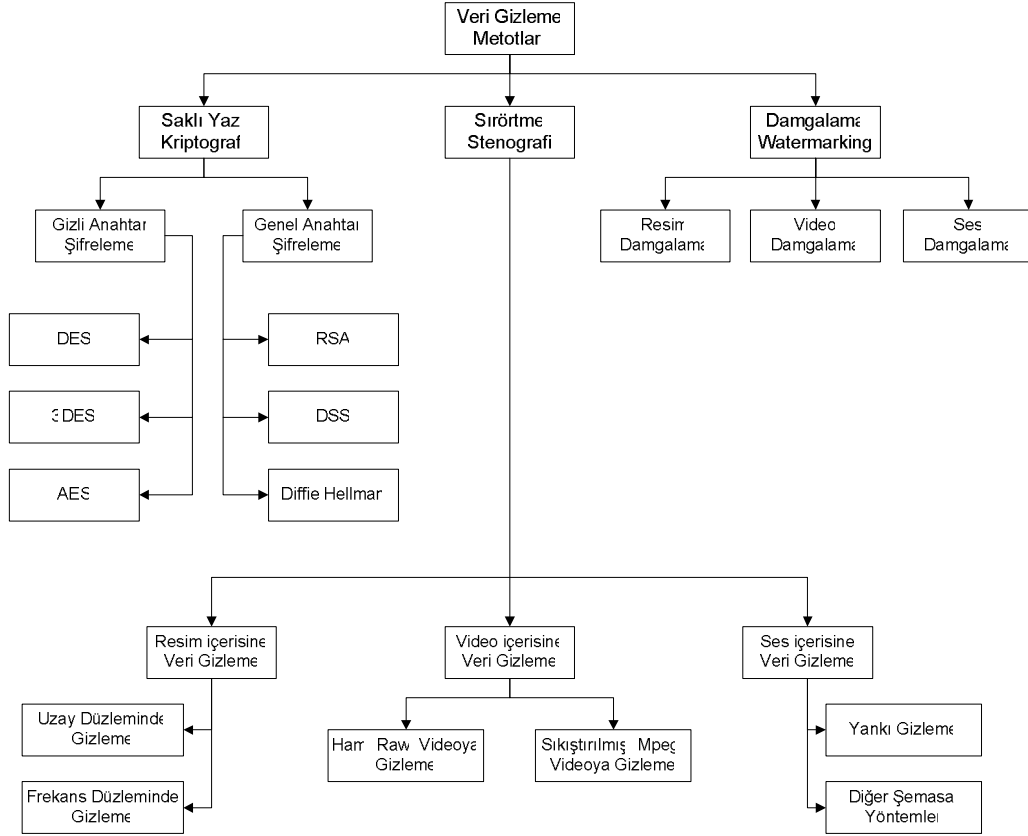 Veri Gizleme
Metotlar
Saklı Yaz
Kriptograf
Sırörtme
Stenografi
Damgalama
Watermarking
Gizli Anahtar
Şifreleme
Genel Anahtar
Şifreleme
Resim
Damgalama
Video
Damgalama
Ses
Damgalama
DES
RSA
3DES
DSS
AES
Diffie Hellman
Resim içerisine
Veri Gizleme
Video içerisine
Veri Gizleme
Ses içerisine
Veri Gizleme
Uzay Düzleminde
Gizleme
Ham Raw Videoya
Gizleme
Sıkıştırılmış Mpeg
Videoya Gizleme
Yankı Gizleme
Frekans Düzleminde
Gizleme
Diğer Şemasa
Yöntemler